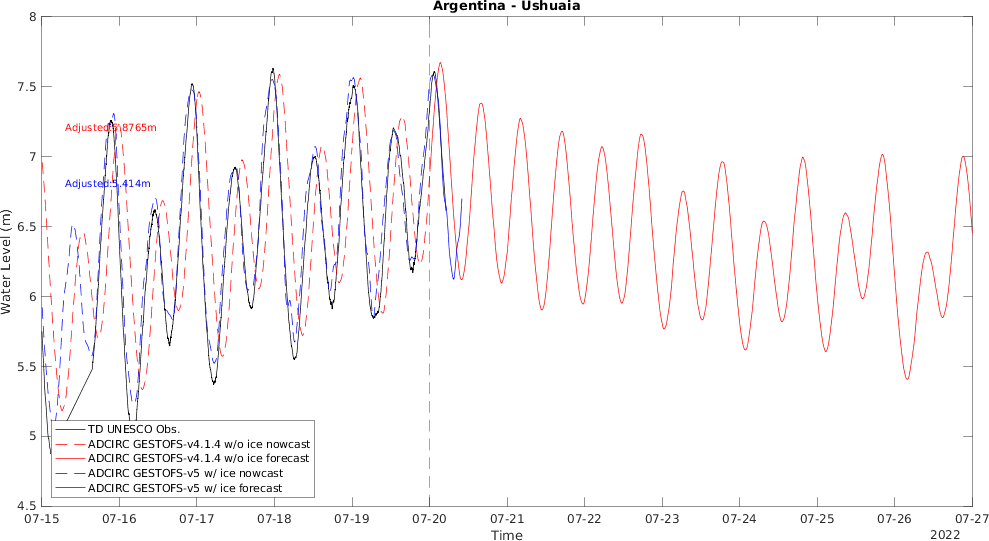 Argentina - Ushuaia
8
7.5
7
6.5
6
5.5
5
4.5
Water Level (m)
Adjusted:5.8765m
Adjusted:5.414m
TD UNESCO Obs.
ADCIRC GESTOFS-v4.1.4 w/o ice nowcast
ADCIRC GESTOFS-v4.1.4 w/o ice forecast
ADCIRC GESTOFS-v5 w/ ice nowcast
ADCIRC GESTOFS-v5 w/ ice forecast
07-15 07-16 07-17 07-18 07-19 07-20 07-21 07-22 07-23 07-24 07-25 07-26 07-27
Time
2022